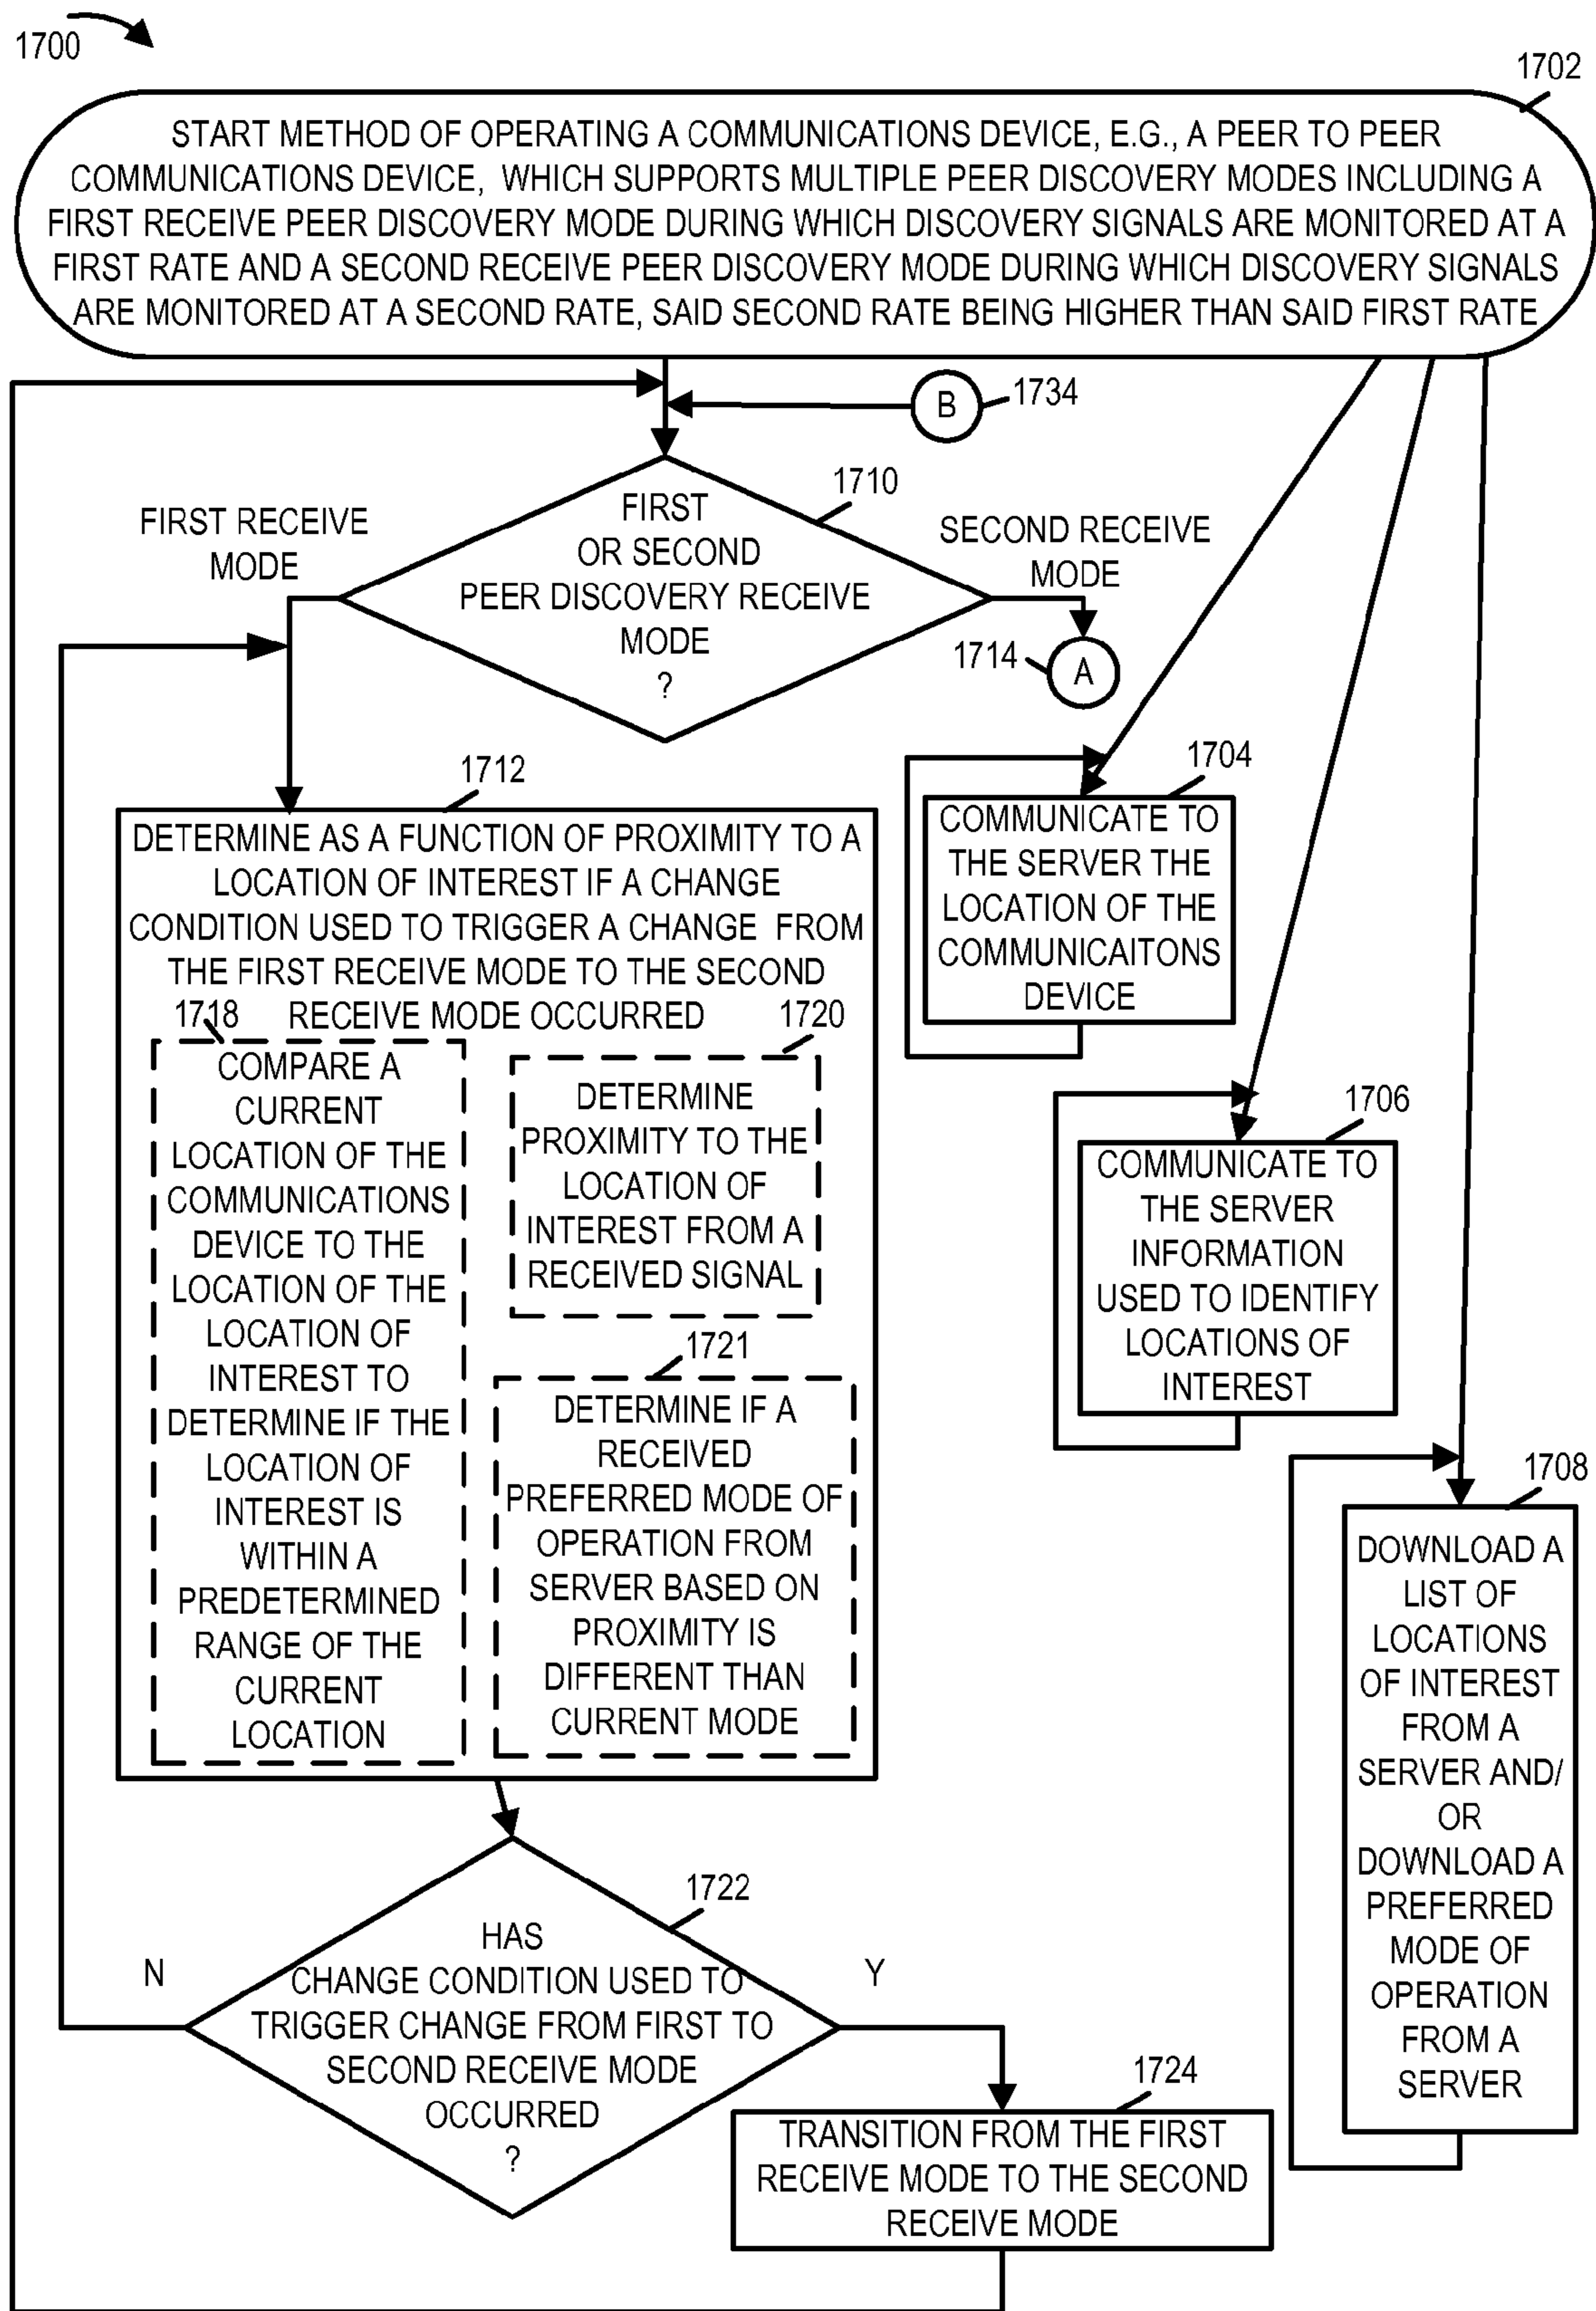 1700
1702
START METHOD OF OPERATING A COMMUNICATIONS DEVICE, E.G., A PEER TO PEER
COMMUNICATIONS DEVICE, WHICH SUPPORTS MULTIPLE PEER DISCOVERY MODES INCLUDING A
FIRST RECEIVE PEER DISCOVERY MODE DURING WHICH DISCOVERY SIGNALS ARE MONITORED AT A
FIRST RATE AND A SECOND RECEIVE PEER DISCOVERY MODE DURING WHICH DISCOVERY SIGNALS
ARE MONITORED AT A SECOND RATE, SAID SECOND RATE BEING HIGHER THAN SAID FIRST RATE
B
1734
1710
FIRST
OR SECOND
PEER DISCOVERY RECEIVE
MODE
?
FIRST RECEIVE
MODE
SECOND RECEIVE
MODE
1714
A
1712
DETERMINE AS A FUNCTION OF PROXIMITY TO A
LOCATION OF INTEREST IF A CHANGE
CONDITION USED TO TRIGGER A CHANGE FROM
THE FIRST RECEIVE MODE TO THE SECOND
RECEIVE MODE OCCURRED
1718
COMPARE A
CURRENT
LOCATION OF THE
COMMUNICATIONS
DEVICE TO THE
LOCATION OF THE
LOCATION OF
INTEREST TO
DETERMINE IF THE
LOCATION OF
INTEREST IS
WITHIN A
PREDETERMINED
RANGE OF THE
CURRENT
LOCATION
1720
DETERMINE
PROXIMITY TO THE
LOCATION OF
INTEREST FROM A
RECEIVED SIGNAL
1721
DETERMINE IF A
RECEIVED
PREFERRED MODE OF
OPERATION FROM
SERVER BASED ON
PROXIMITY IS
DIFFERENT THAN
CURRENT MODE
1704
COMMUNICATE TO
THE SERVER THE
LOCATION OF THE
COMMUNICAITONS
DEVICE
1706
COMMUNICATE TO
THE SERVER
INFORMATION
USED TO IDENTIFY
LOCATIONS OF
INTEREST
1708
DOWNLOAD A
LIST OF
LOCATIONS
OF INTEREST
FROM A
SERVER AND/
OR
DOWNLOAD A
PREFERRED
MODE OF
OPERATION
FROM A
SERVER
1722
HAS
CHANGE CONDITION USED TO
TRIGGER CHANGE FROM FIRST TO
SECOND RECEIVE MODE
OCCURRED
?
N
Y
1724
TRANSITION FROM THE FIRST
RECEIVE MODE TO THE SECOND
RECEIVE MODE